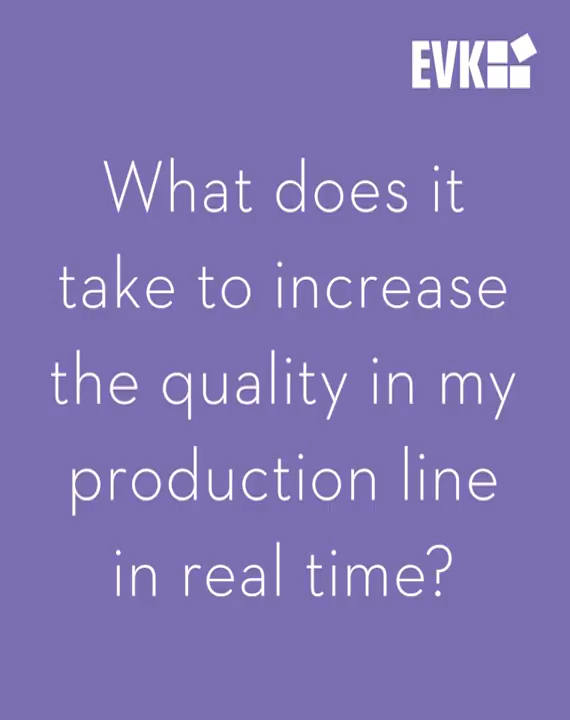 EVK
What does it
take to increase
the quality in my
production line
in real time?